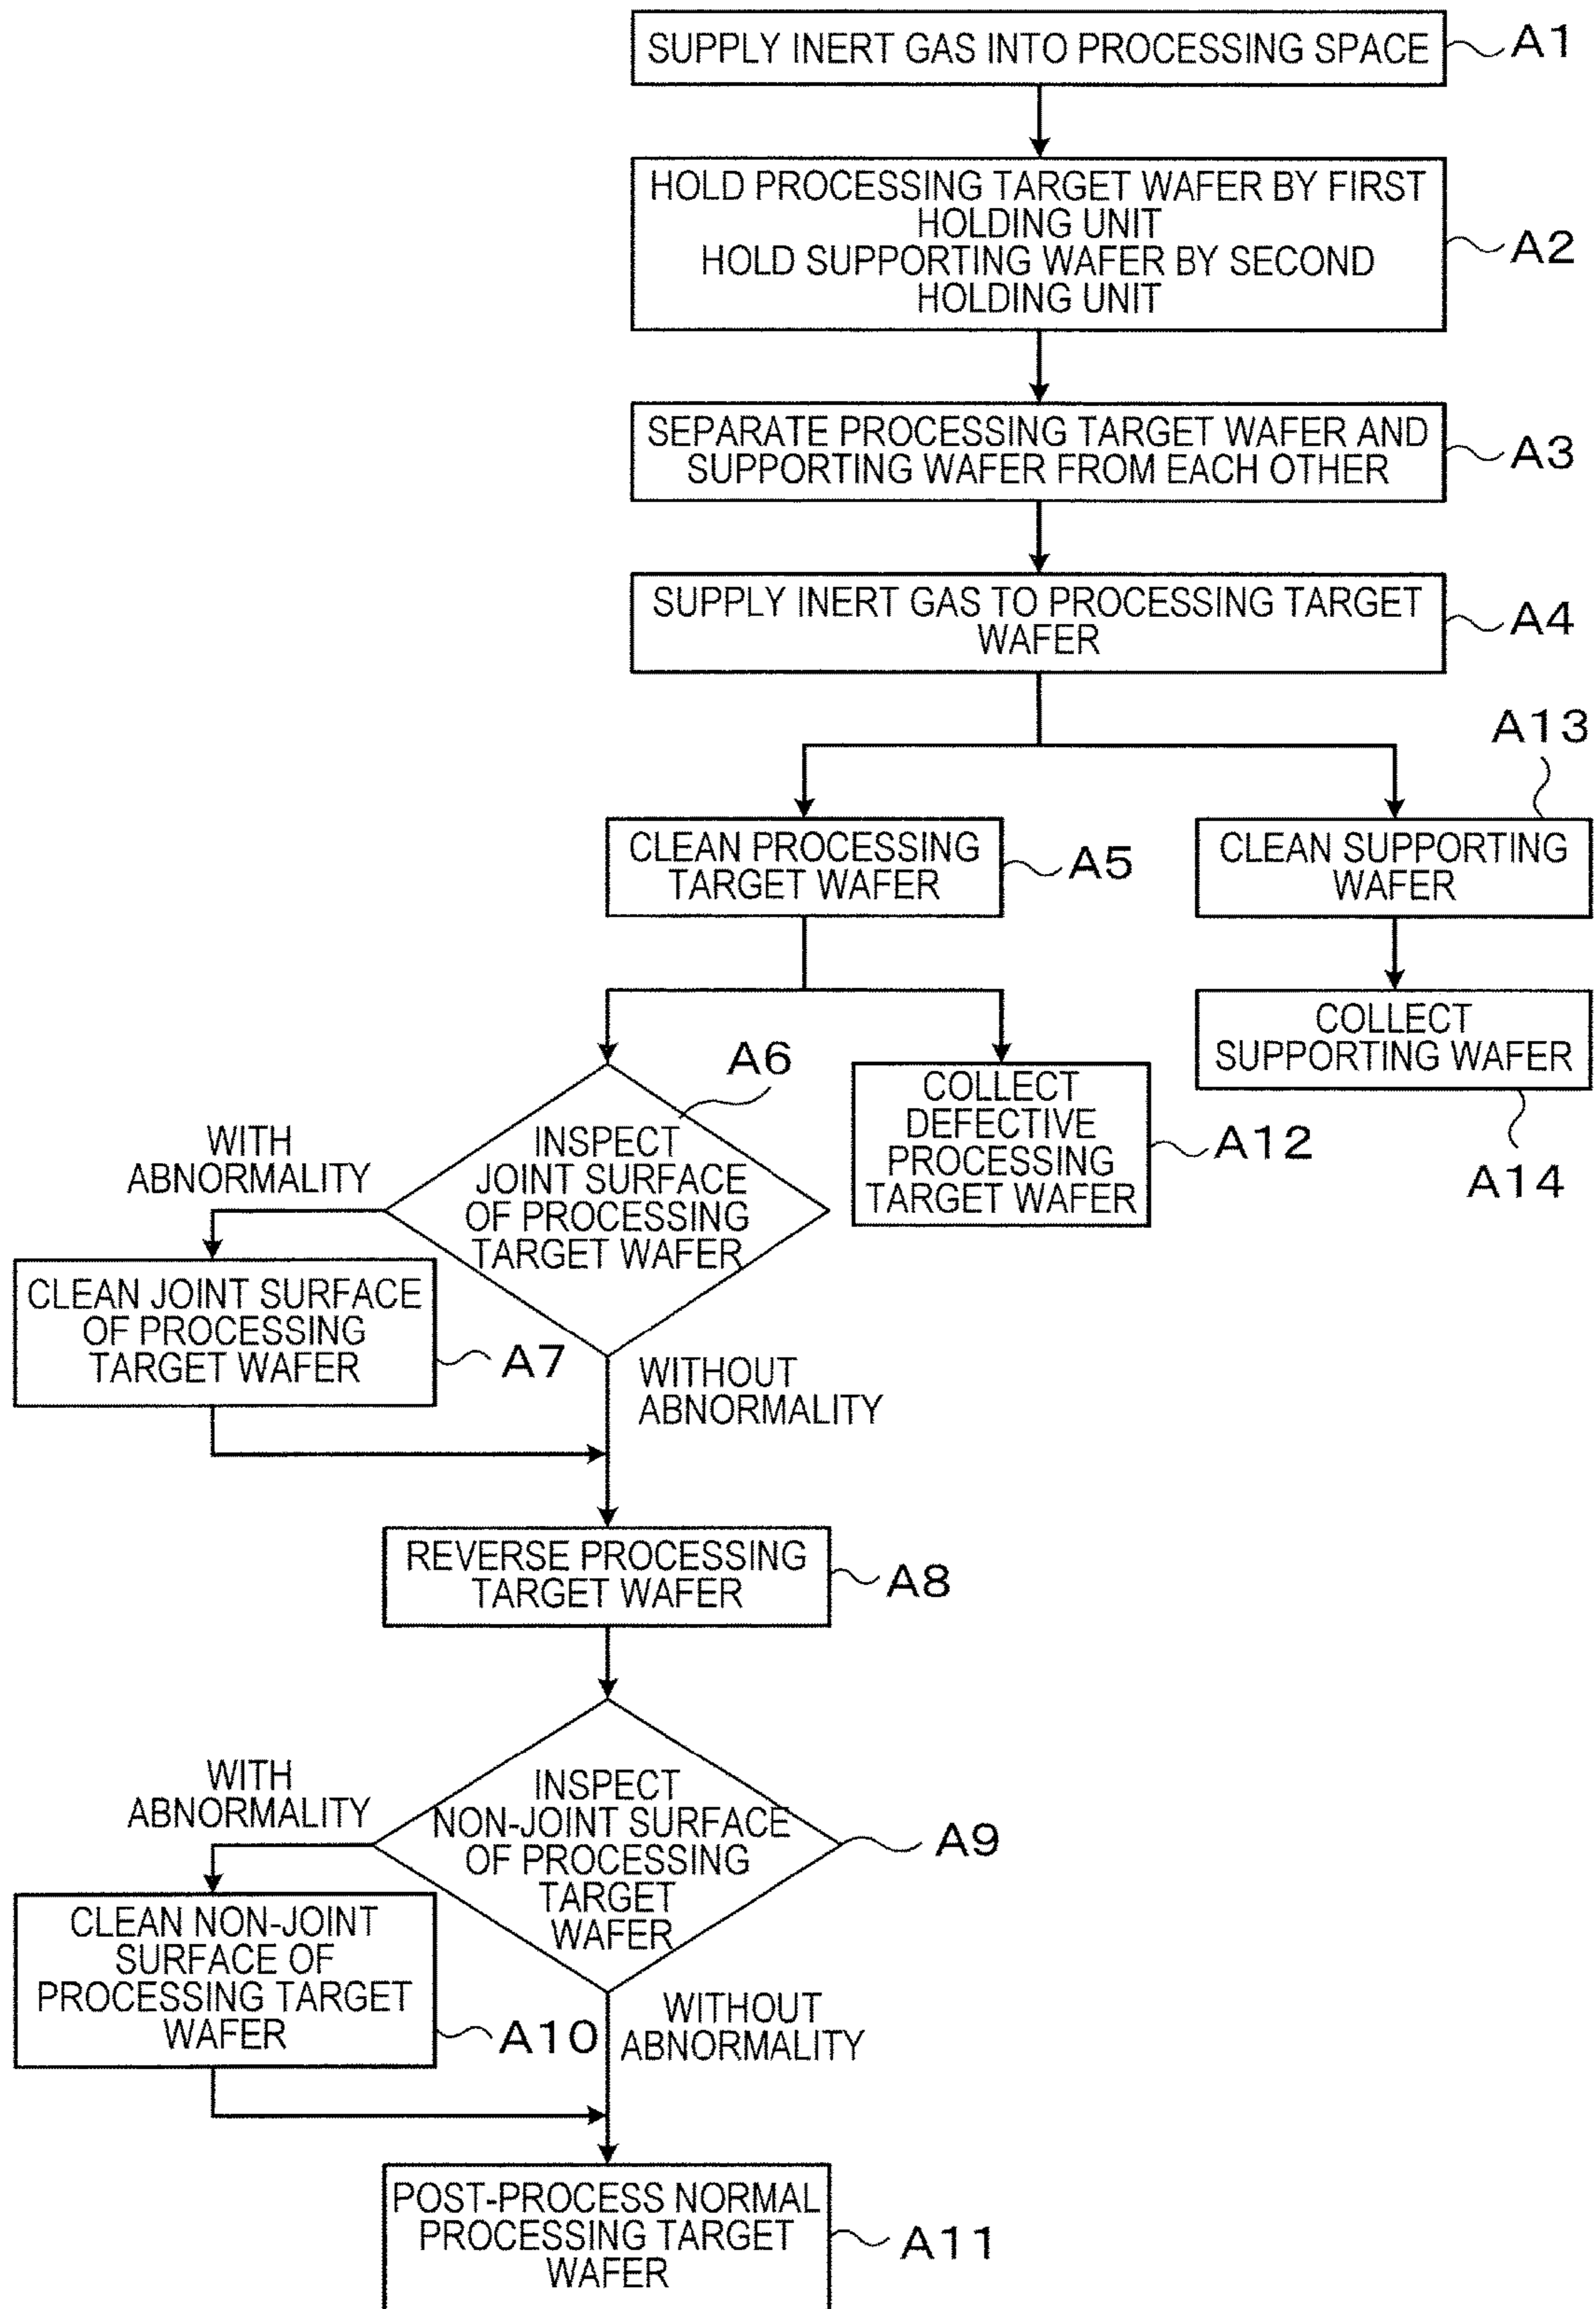 SUPPLY INERT GAS INTO PROCESSING SPACE
A1
HOLD PROCESSING TARGET WAFER BY FIRST
HOLDING UNIT
HOLD SUPPORTING WAFER BY SECOND
HOLDING UNIT
A2
SEPARATE PROCESSING TARGET WAFER AND
SUPPORTING WAFER FROM EACH OTHER
A3
SUPPLY INERT GAS TO PROCESSING TARGET
WAFER
A4
A13
CLEAN PROCESSING
TARGET WAFER
A5
CLEAN SUPPORTING
WAFER
COLLECT
SUPPORTING WAFER
A14
A6
INSPECT
JOINT SURFACE
OF PROCESSING
TARGET WAFER
COLLECT
DEFECTIVE
PROCESSING
TARGET WAFER
A12
WITH
ABNORMALITY
CLEAN JOINT SURFACE
OF PROCESSING
TARGET WAFER
A7
WITHOUT
ABNORMALITY
REVERSE PROCESSING
TARGET WAFER
A8
WITH
ABNORMALITY
INSPECT
NON-JOINT SURFACE
OF PROCESSING
TARGET
WAFER
A9
CLEAN NON-JOINT
SURFACE OF
PROCESSING TARGET
WAFER
A10
WITHOUT
ABNORMALITY
POST-PROCESS NORMAL
PROCESSING TARGET
WAFER
A11